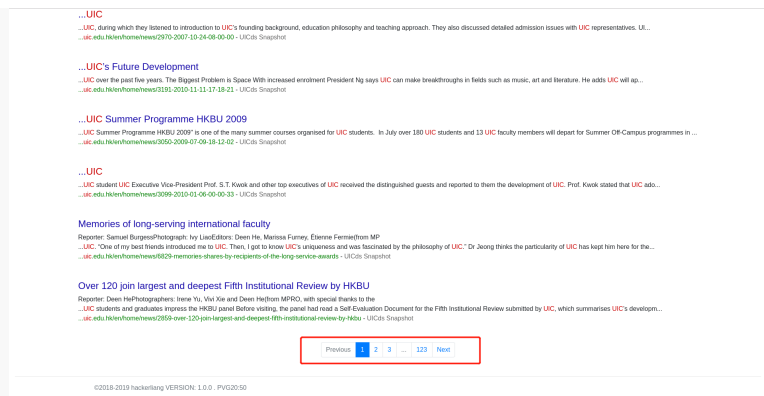 ...UIC
...UIC, during which they listened to introduction to UIC's founding background, education philosophy and teaching approach. They also discussed detailed admission issues with UIC representatives. UI...
...uic.edu.hk/en/home/news/2970-2007-10-24-08-00-00 - UICds Snapshot
...UIC's Future Development
...UIC over the past five years. The Biggest Problem is Space With increased enrolment President Ng says UIC can make breakthroughs in fields such as music, art and literature. He adds UIC will ap...
...uic.edu.hk/en/home/news/3191-2010-11-11-17-18-21 - UICds Snapshot
...UIC Summer Programme HKBU 2009
...UIC Summer Programme HKBU 2009" is one of the many summer courses organised for UIC students. In July over 180 UIC students and 13 UIC faculty members will depart for Summer Off-Campus programmes in ...
...uic.edu.hk/en/home/news/3050-2009-07-09-18-12-02 - UICds Snapshot
...UIC
...UIC student UIC Executive Vice-President Prof. S.T. Kwok and other top executives of UIC received the distinguished guests and reported to them the development of UIC. Prof. Kwok stated that UIC ado...
...uic.edu.hk/en/home/news/3099-2010-01-06-00-00-33 - UICds Snapshot
Memories of long-serving international faculty
Reporter: Samuel BurgessPhotograph: Ivy LiaoEditors: Deen He, Marissa Furney, Étienne Fermie(from MP
...UIC. "One of my best friends introduced me to UIC. Then, I got to know UIC's uniqueness and was fascinated by the philosophy of UIC." Dr Jeong thinks the particularity of UIC has kept him here for the...
...uic.edu.hk/en/home/news/6829-memories-shares-by-recipients-of-the-long-service-awards - UICds Snapshot
Over 120 join largest and deepest Fifth Institutional Review by HKBU
Reporter: Deen HePhotographers: Irene Yu, Vivi Xie and Deen He(from MPRO, with special thanks to the
...UIC students and graduates impress the HKBU panel Before visiting, the panel had read a Self-Evaluation Document for the Fifth Institutional Review submitted by UIC, which summarises UIC's developm...
...uic.edu.hk/en/home/news/2859-over-120-join-largest-and-deepest-fifth-institutional-review-by-hkbu - UICds Snapshot
Previous 1 2 3 ... 123 Next
©2018-2019 hackerliang VERSION: 1.0.0 . PVG20:50